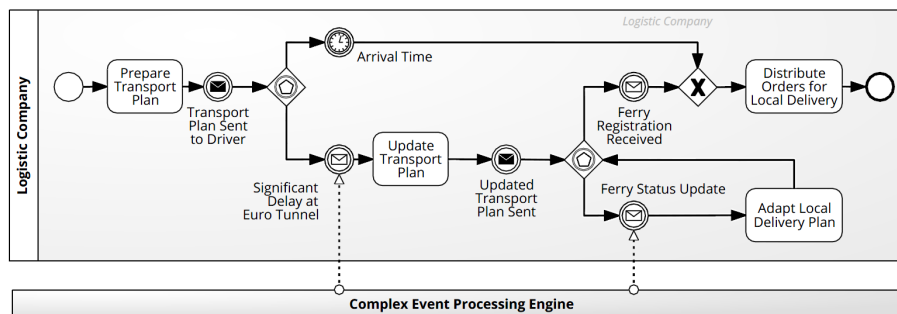 Logistic Company
Logistic Company
Prepare
Transport
Plan
Transport
Plan Sent
to Driver
Arrival Time
Significant
Delay at
Euro Tunnel
Update
Transport
Plan
Updated
Transport
Plan Sent
Ferry
Registration
Received
Distribute
Orders for
Local Delivery
Ferry Status Update
Adapt Local
Delivery Plan
Complex Event Processing Engine